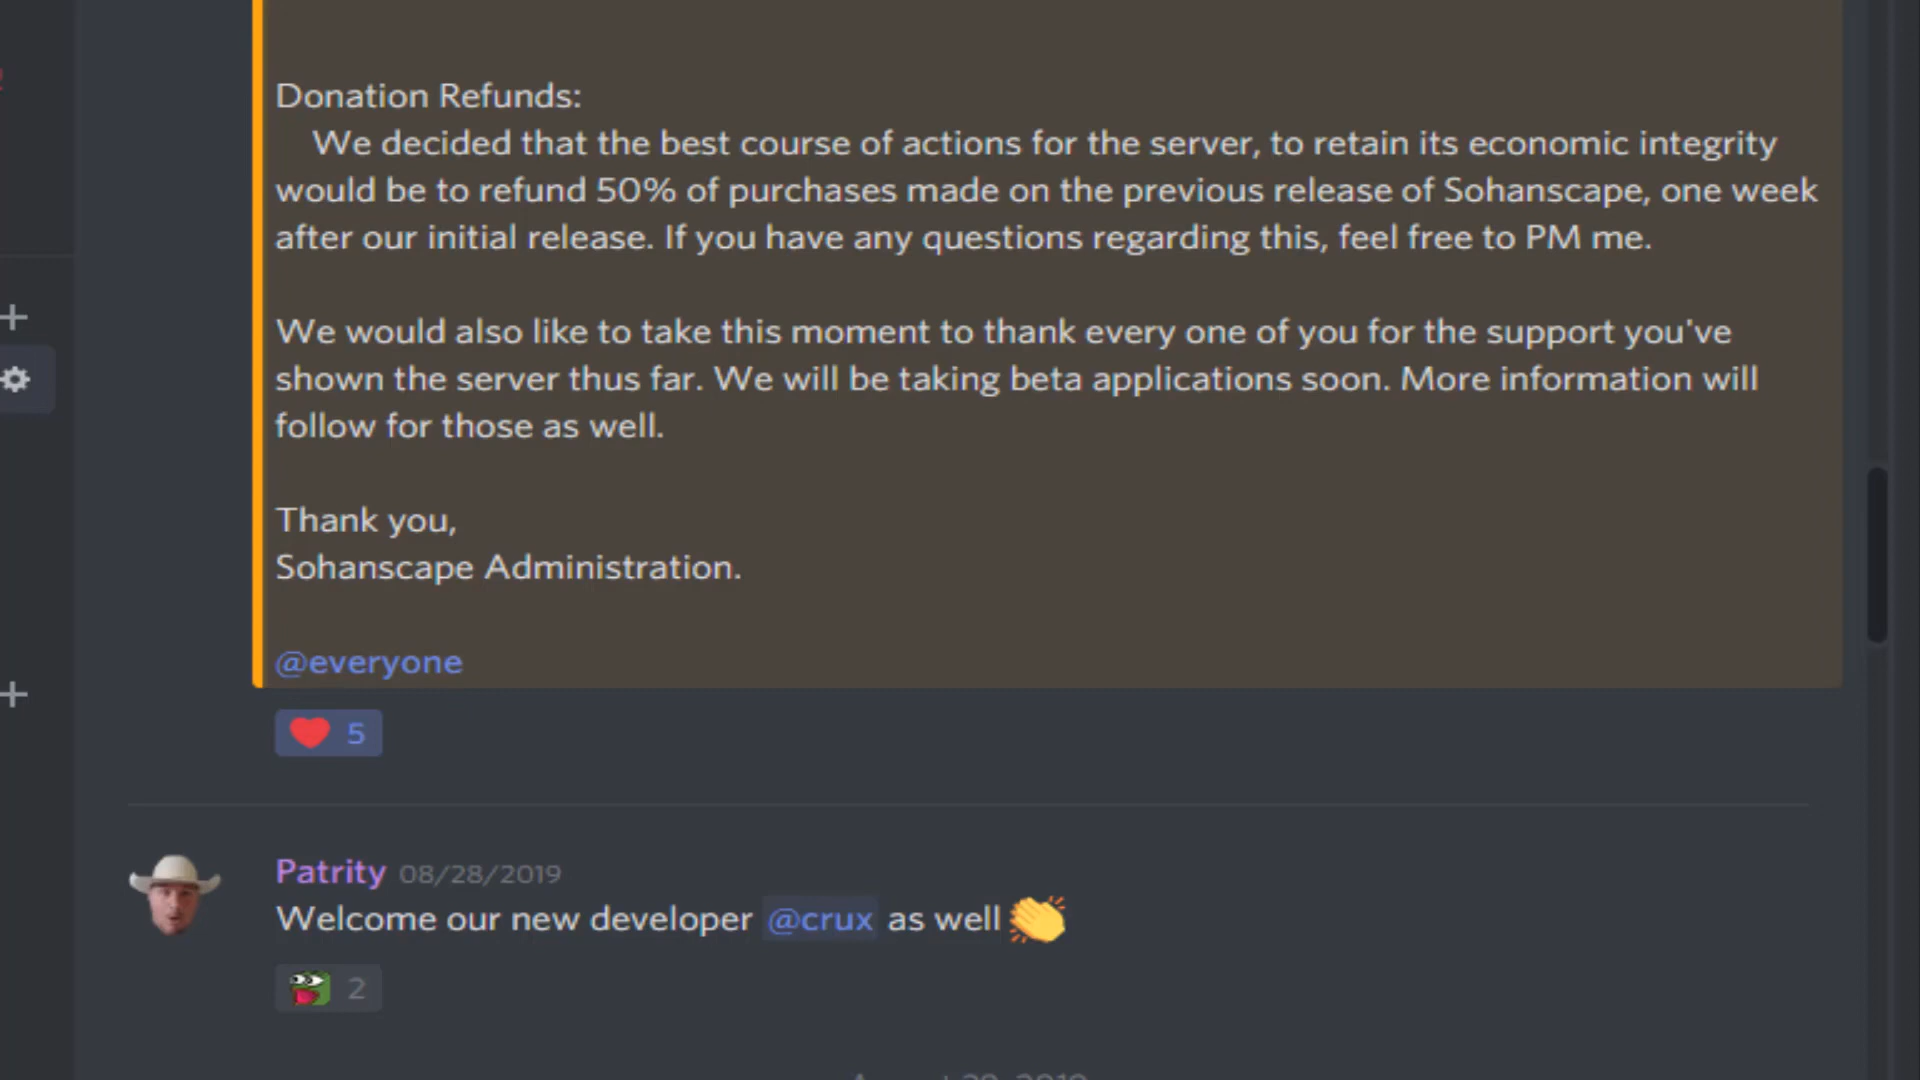 Donation Refunds:
We decided that the best course of actions for the server, to retain its economic integrity
would be to refund 50% of purchases made on the previous release of Sohanscape, one week
after our initial release. If you have any questions regarding this, feel free to PM me.
We would also like to take this moment to thank every one of you for the support you've
shown the server thus far. We will be taking beta applications soon. More information will
follow for those as well.
Thank you,
Sohanscape Administration.
@everyone
5
Patrity 08/28/2019
Welcome our new developer @crux as well
2